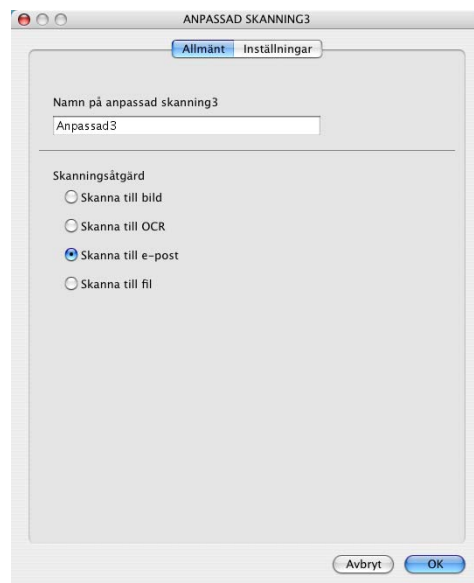 ANPASSAD SKANNING3
Allmänt Inställningar
Namn på anpassad skanning3
Anpassad3
Skanningsåtgärd
Skanna till bild
Skanna till OCR
Skanna till e-post
Skanna till fil
Avbryt OK